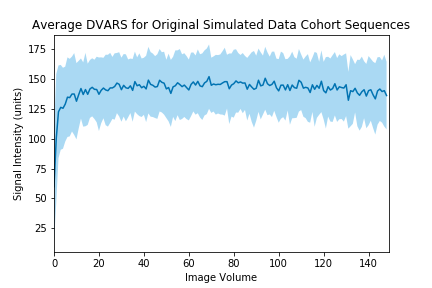 Average DVARS for Original Simulated Data Cohort Sequences
Signal Intensity (units)
175
150
125
100
75
50
25
0 20 40 60 80 100 120 140
Image Volume